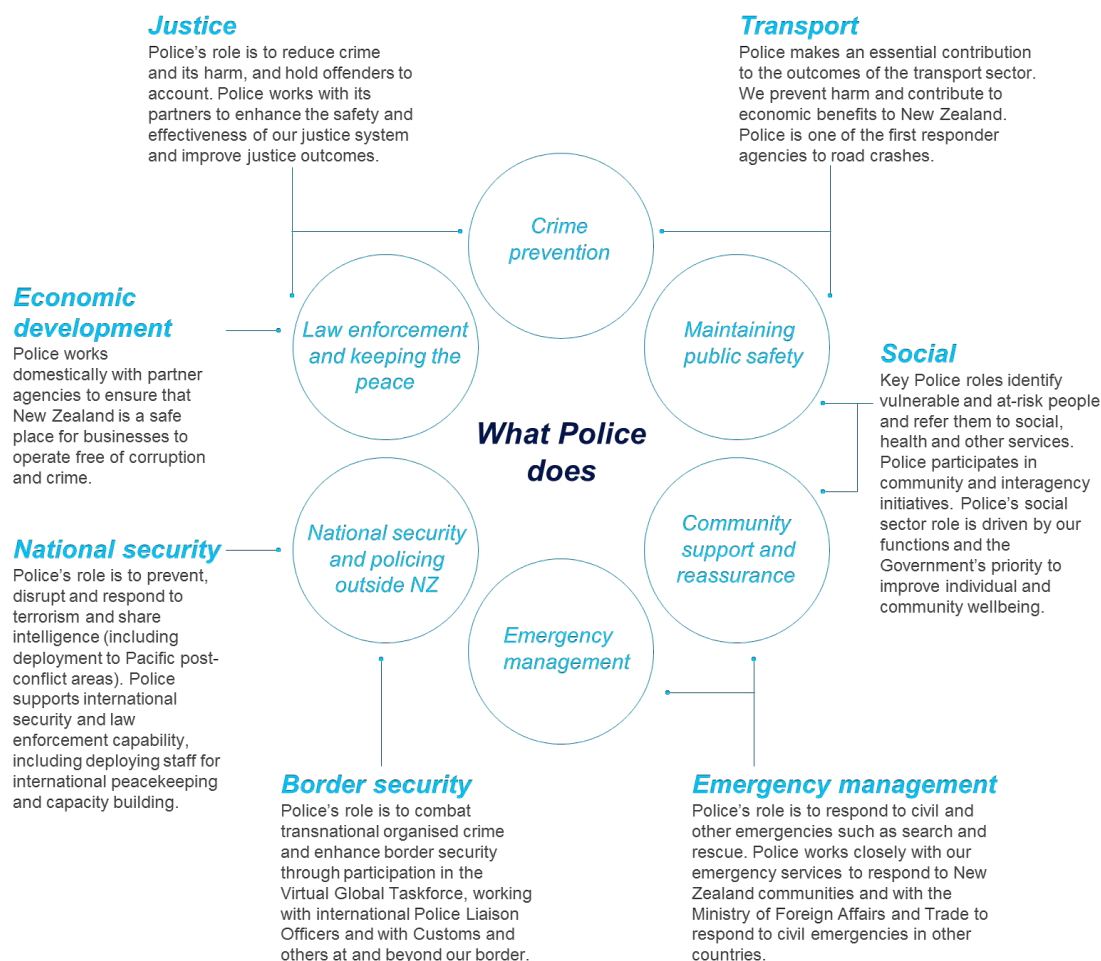 Justice
Police’s role is to reduce crime
and its harm, and hold offenders to
account. Police works with its
partners to enhance the safety and
effectiveness of our justice system
and improve justice outcomes.
Transport
Police makes an essential contribution
to the outcomes of the transport sector.
We prevent harm and contribute to
economic benefits to New Zealand.
Police is one of the first responder
agencies to road crashes.
Crime
prevention
Economic
development
Police works
domestically with partner
agencies to ensure that
New Zealand is a safe
place for businesses to
operate free of corruption
and crime.
Law enforcement
and keeping the
peace
Maintaining
public safety
Social
Key Police roles identify
vulnerable and at-risk people
and refer them to social,
health and other services.
Police participates in
community and interagency
initiatives. Police’s social
sector role is driven by our
functions and the
Government’s priority to
improve individual and
community wellbeing.
What Police
does
National security
Police’s role is to prevent,
disrupt and respond to
terrorism and share
intelligence (including
deployment to Pacific post-
conflict areas). Police
supports international
security and law
enforcement capability,
including deploying staff for
international peacekeeping
and capacity building.
National security
and policing
outside NZ
Community
support and
reassurance
Emergency
management
Border security
Police’s role is to combat
transnational organised crime
and enhance border security
through participation in the
Virtual Global Taskforce, working
with international Police Liaison
Officers and with Customs and
others at and beyond our border.
Emergency management
Police’s role is to respond to civil and
other emergencies such as search and
rescue. Police works closely with our
emergency services to respond to New
Zealand communities and with the
Ministry of Foreign Affairs and Trade to
respond to civil emergencies in other
countries.